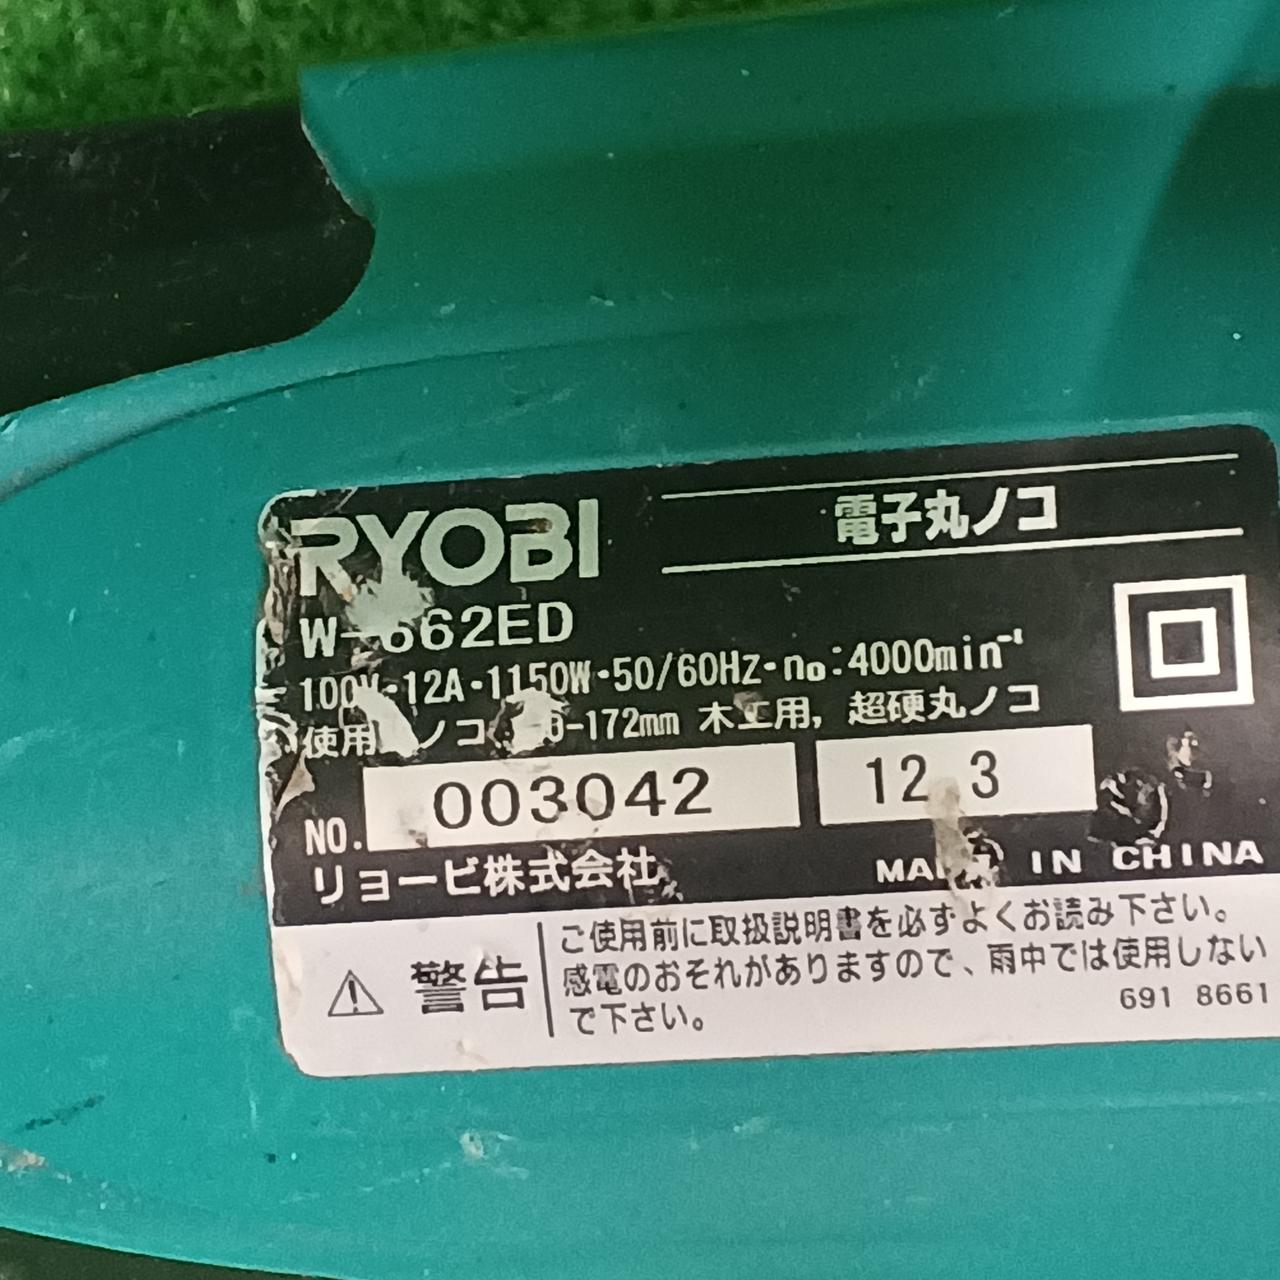 RYOBI
電子丸ノコ
W-662ED
100V・12A・1150W・50/60Hz・no:4000min⁻¹
使用 ノコ -172mm 木工用, 超硬丸ノコ
NO. 003042
12 3
リョービ株式会社
MADE IN CHINA
⚠ 警告
ご使用前に取扱説明書を必ずよくお読み下さい。
感電のおそれがありますので、雨中では使用しない
で下さい。
691 8661